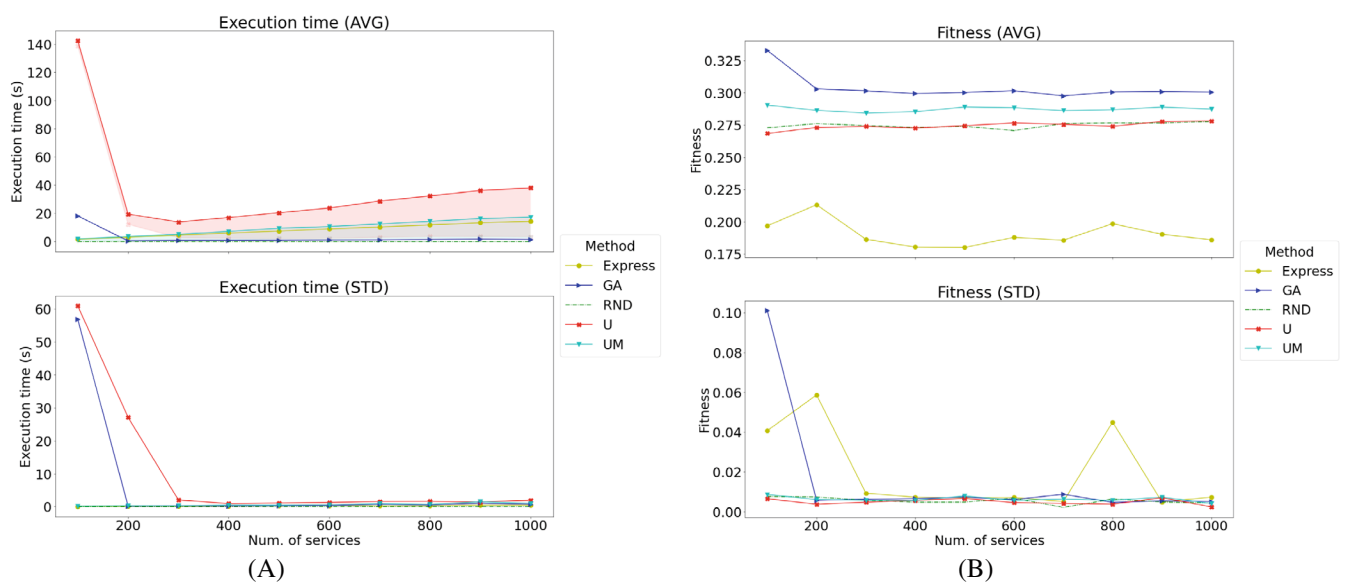 Execution time (AVG)
Execution time (s)
140
120
100
80
60
40
20
0
Execution time (STD)
Execution time (s)
60
50
40
30
20
10
0
200
400
600
800
1000
Num. of services
Method
Express
GA
RND
U
UM
(A)
Fitness (AVG)
Fitness
0.325
0.300
0.275
0.250
0.225
0.200
0.175
Fitness (STD)
Fitness
0.10
0.08
0.06
0.04
0.02
0.00
200
400
600
800
1000
Num. of services
Method
Express
GA
RND
U
UM
(B)